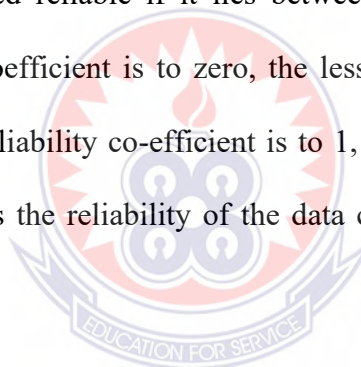 ed reliable if it lies between
oefficient is to zero, the less
liability co-efficient is to 1,
s the reliability of the data
EDUCATION FOR SERVICE